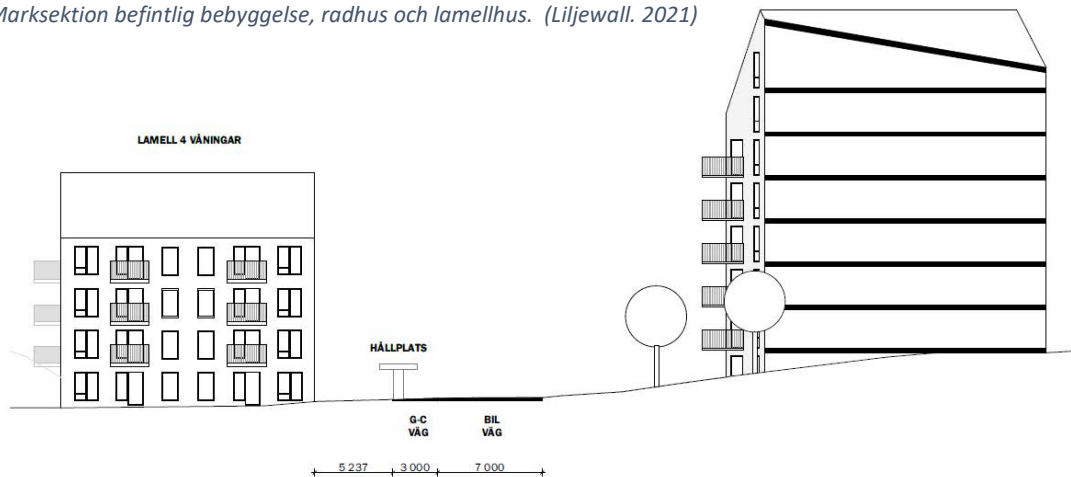 Marksektion befintlig bebyggelse, radhus och lamellhus. (Liljewall. 2021)
LAMELL 4 VÅNINGAR
HÅLLPLATS
G-C
VÄG
BIL
VÄG
5 237
3 000
7 000